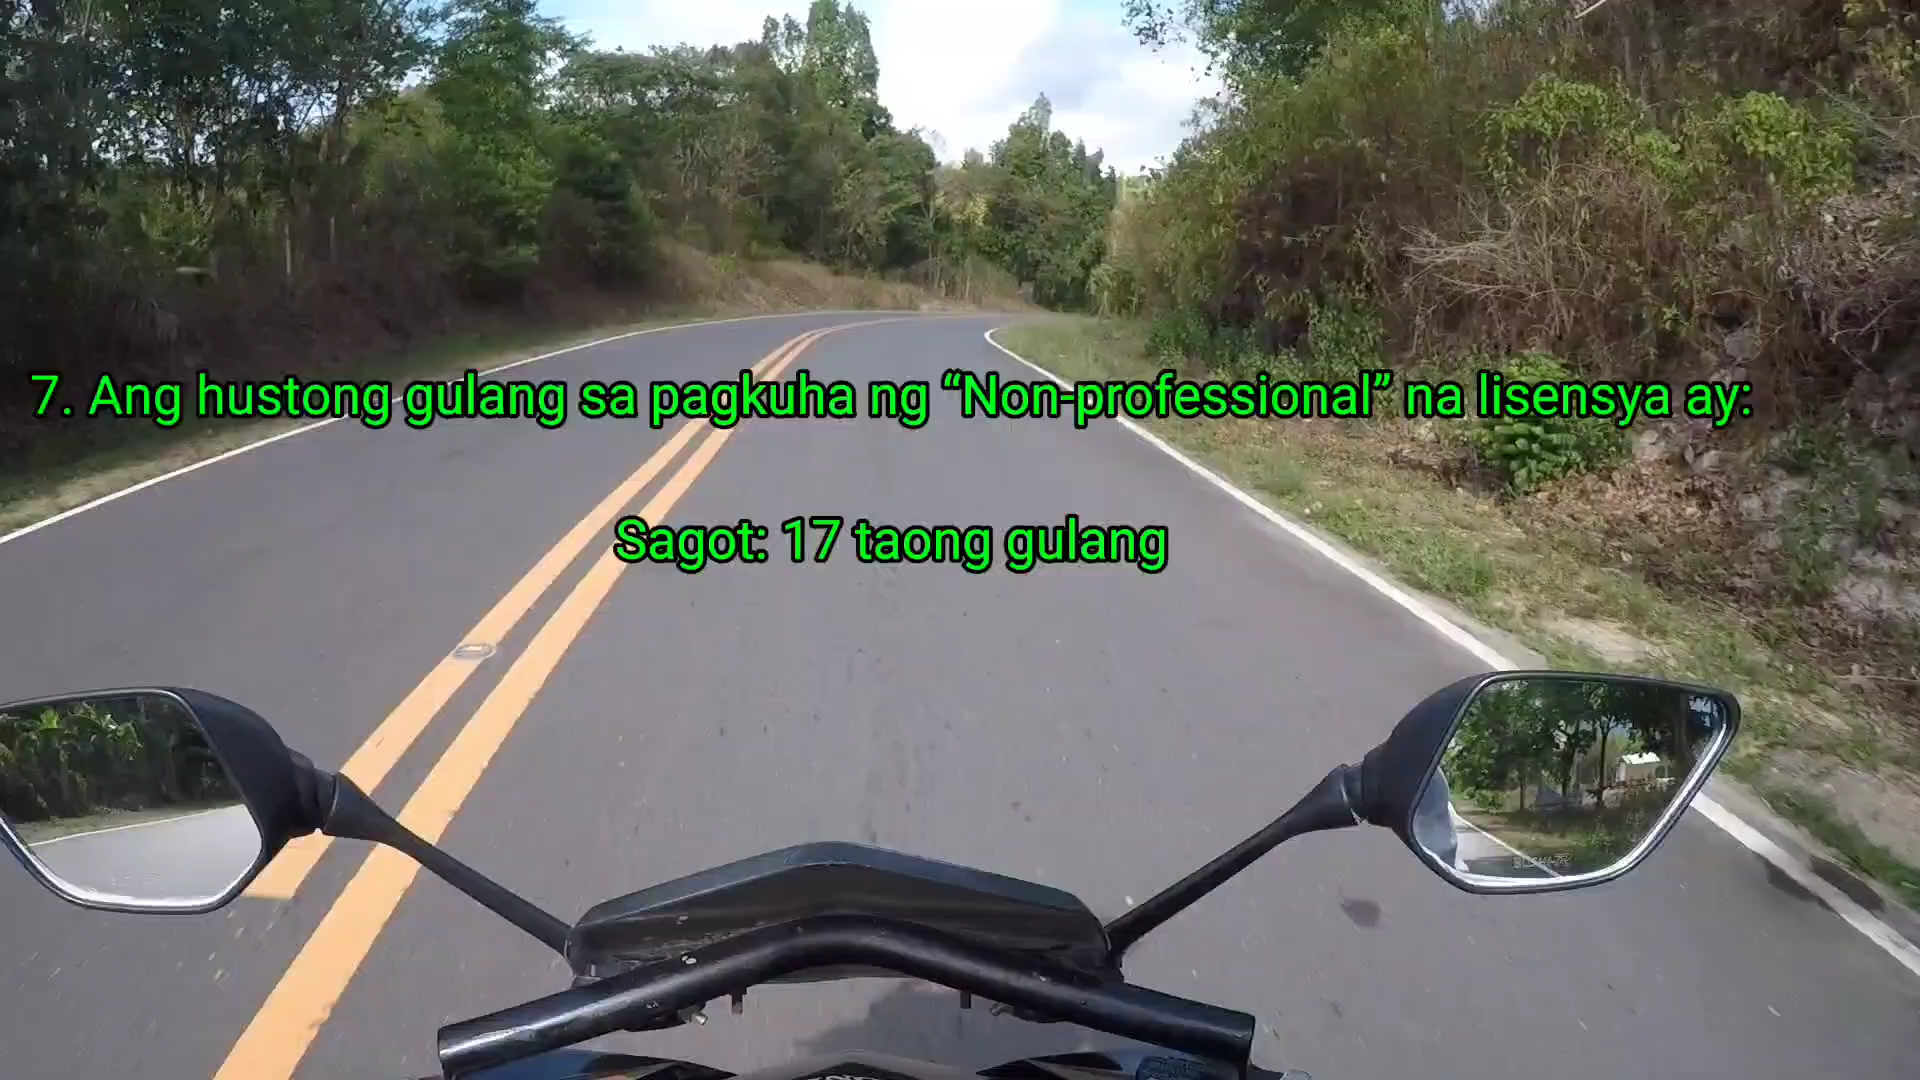 7. Ang hustong gulang sa pagkuha ng “Non-professional” na lisensya ay:
Sagot: 17 taong gulang